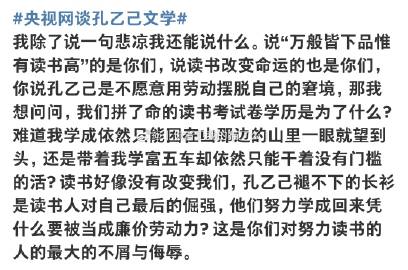 #央视网谈孔乙己文学#
我除了说一句悲凉我还能说什么。说“万般皆下品惟
有读书高”的是你们，说读书改变命运的也是你们，
你说孔乙己是不愿意用劳动摆脱自己的窘境，那我
想问问，我们拼了命的读书考试卷学历是为了什么？
难道我学成依然只能困在山那边的山里一眼就望到
头，还是带着我学富五车却依然只能干着没有门槛
的活？读书好像没有改变我们，孔乙己褪不下的长衫
是读书人对自己最后的倔强，他们努力学成回来凭
什么要被当成廉价劳动力？这是你们对努力读书的
人的最大的不屑与侮辱。